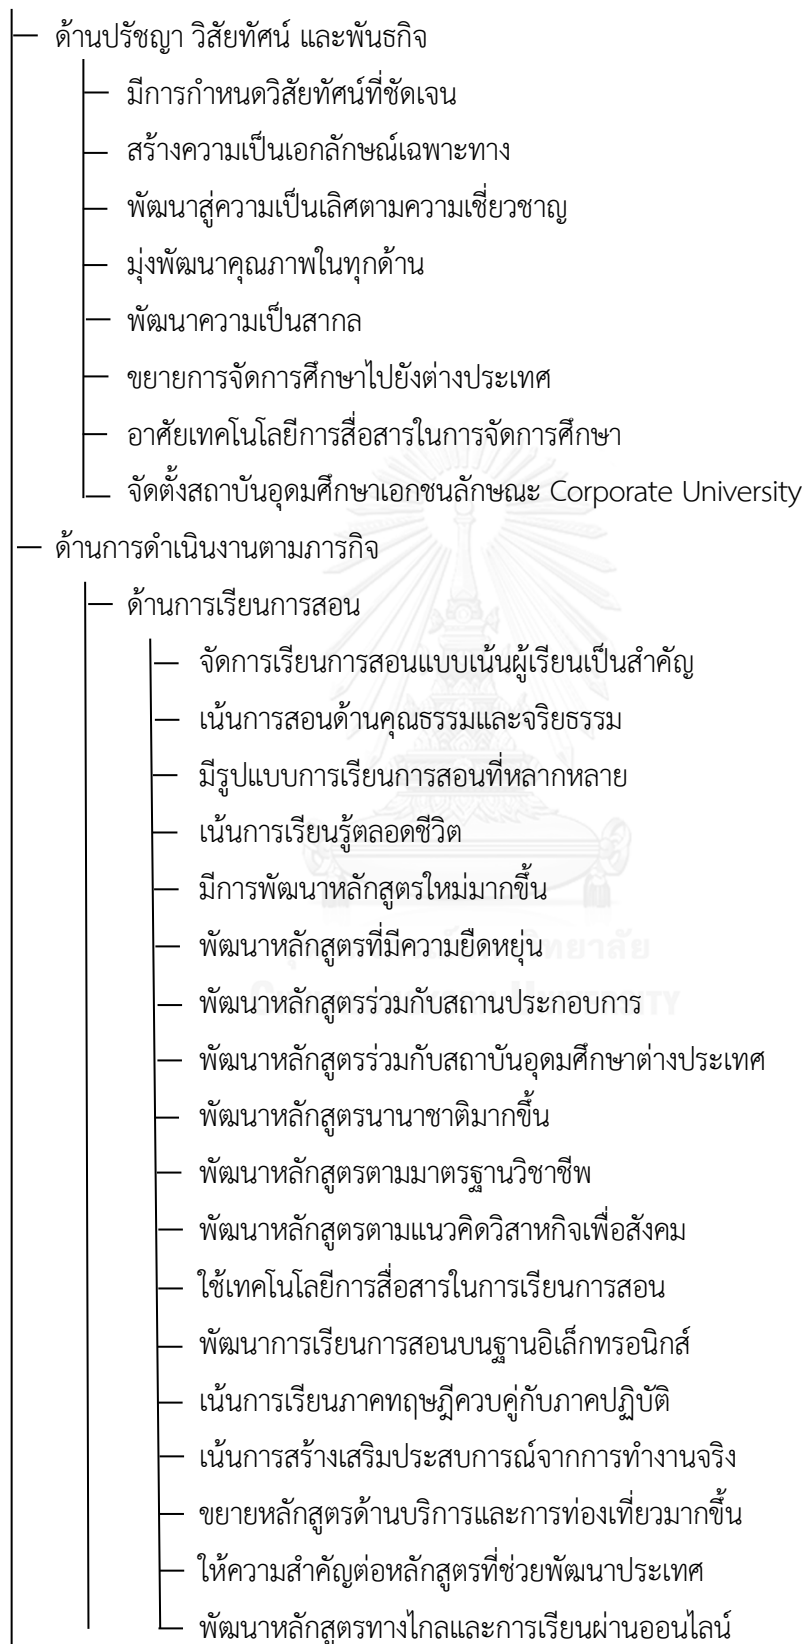 ด้านปรัชญา วิสัยทัศน์ และพันธกิจ
มีการกำหนดวิสัยทัศน์ที่ชัดเจน
สร้างความเป็นเอกลักษณ์เฉพาะทาง
พัฒนาสู่ความเป็นเลิศตามความเชี่ยวชาญ
มุ่งพัฒนาคุณภาพในทุกด้าน
พัฒนาความเป็นสากล
ขยายการจัดการศึกษาไปยังต่างประเทศ
อาศัยเทคโนโลยีการสื่อสารในการจัดการศึกษา
จัดตั้งสถาบันอุดมศึกษาเอกชนลักษณะ Corporate University
ด้านการดำเนินงานตามภารกิจ
ด้านการเรียนการสอน
จัดการเรียนการสอนแบบเน้นผู้เรียนเป็นสำคัญ
เน้นการสอนด้านคุณธรรมและจริยธรรม
มีรูปแบบการเรียนการสอนที่หลากหลาย
เน้นการเรียนรู้ตลอดชีวิต
มีการพัฒนาหลักสูตรใหม่มากขึ้น
พัฒนาหลักสูตรที่มีความยืดหยุ่น
พัฒนาหลักสูตรร่วมกับสถานประกอบการ
พัฒนาหลักสูตรร่วมกับสถาบันอุดมศึกษาต่างประเทศ
พัฒนาหลักสูตรนานาชาติมากขึ้น
พัฒนาหลักสูตรตามมาตรฐานวิชาชีพ
พัฒนาหลักสูตรตามแนวคิดวิสาหกิจเพื่อสังคม
ใช้เทคโนโลยีการสื่อสารในการเรียนการสอน
พัฒนาการเรียนการสอนบนฐานอิเล็กทรอนิกส์
เน้นการเรียนภาคทฤษฎีควบคู่กับภาคปฏิบัติ
เน้นการสร้างเสริมประสบการณ์จากการทำงานจริง
ขยายหลักสูตรด้านบริการและการท่องเที่ยวมากขึ้น
ให้ความสำคัญต่อหลักสูตรที่ช่วยพัฒนาประเทศ
พัฒนาหลักสูตรทางไกลและการเรียนผ่านออนไลน์